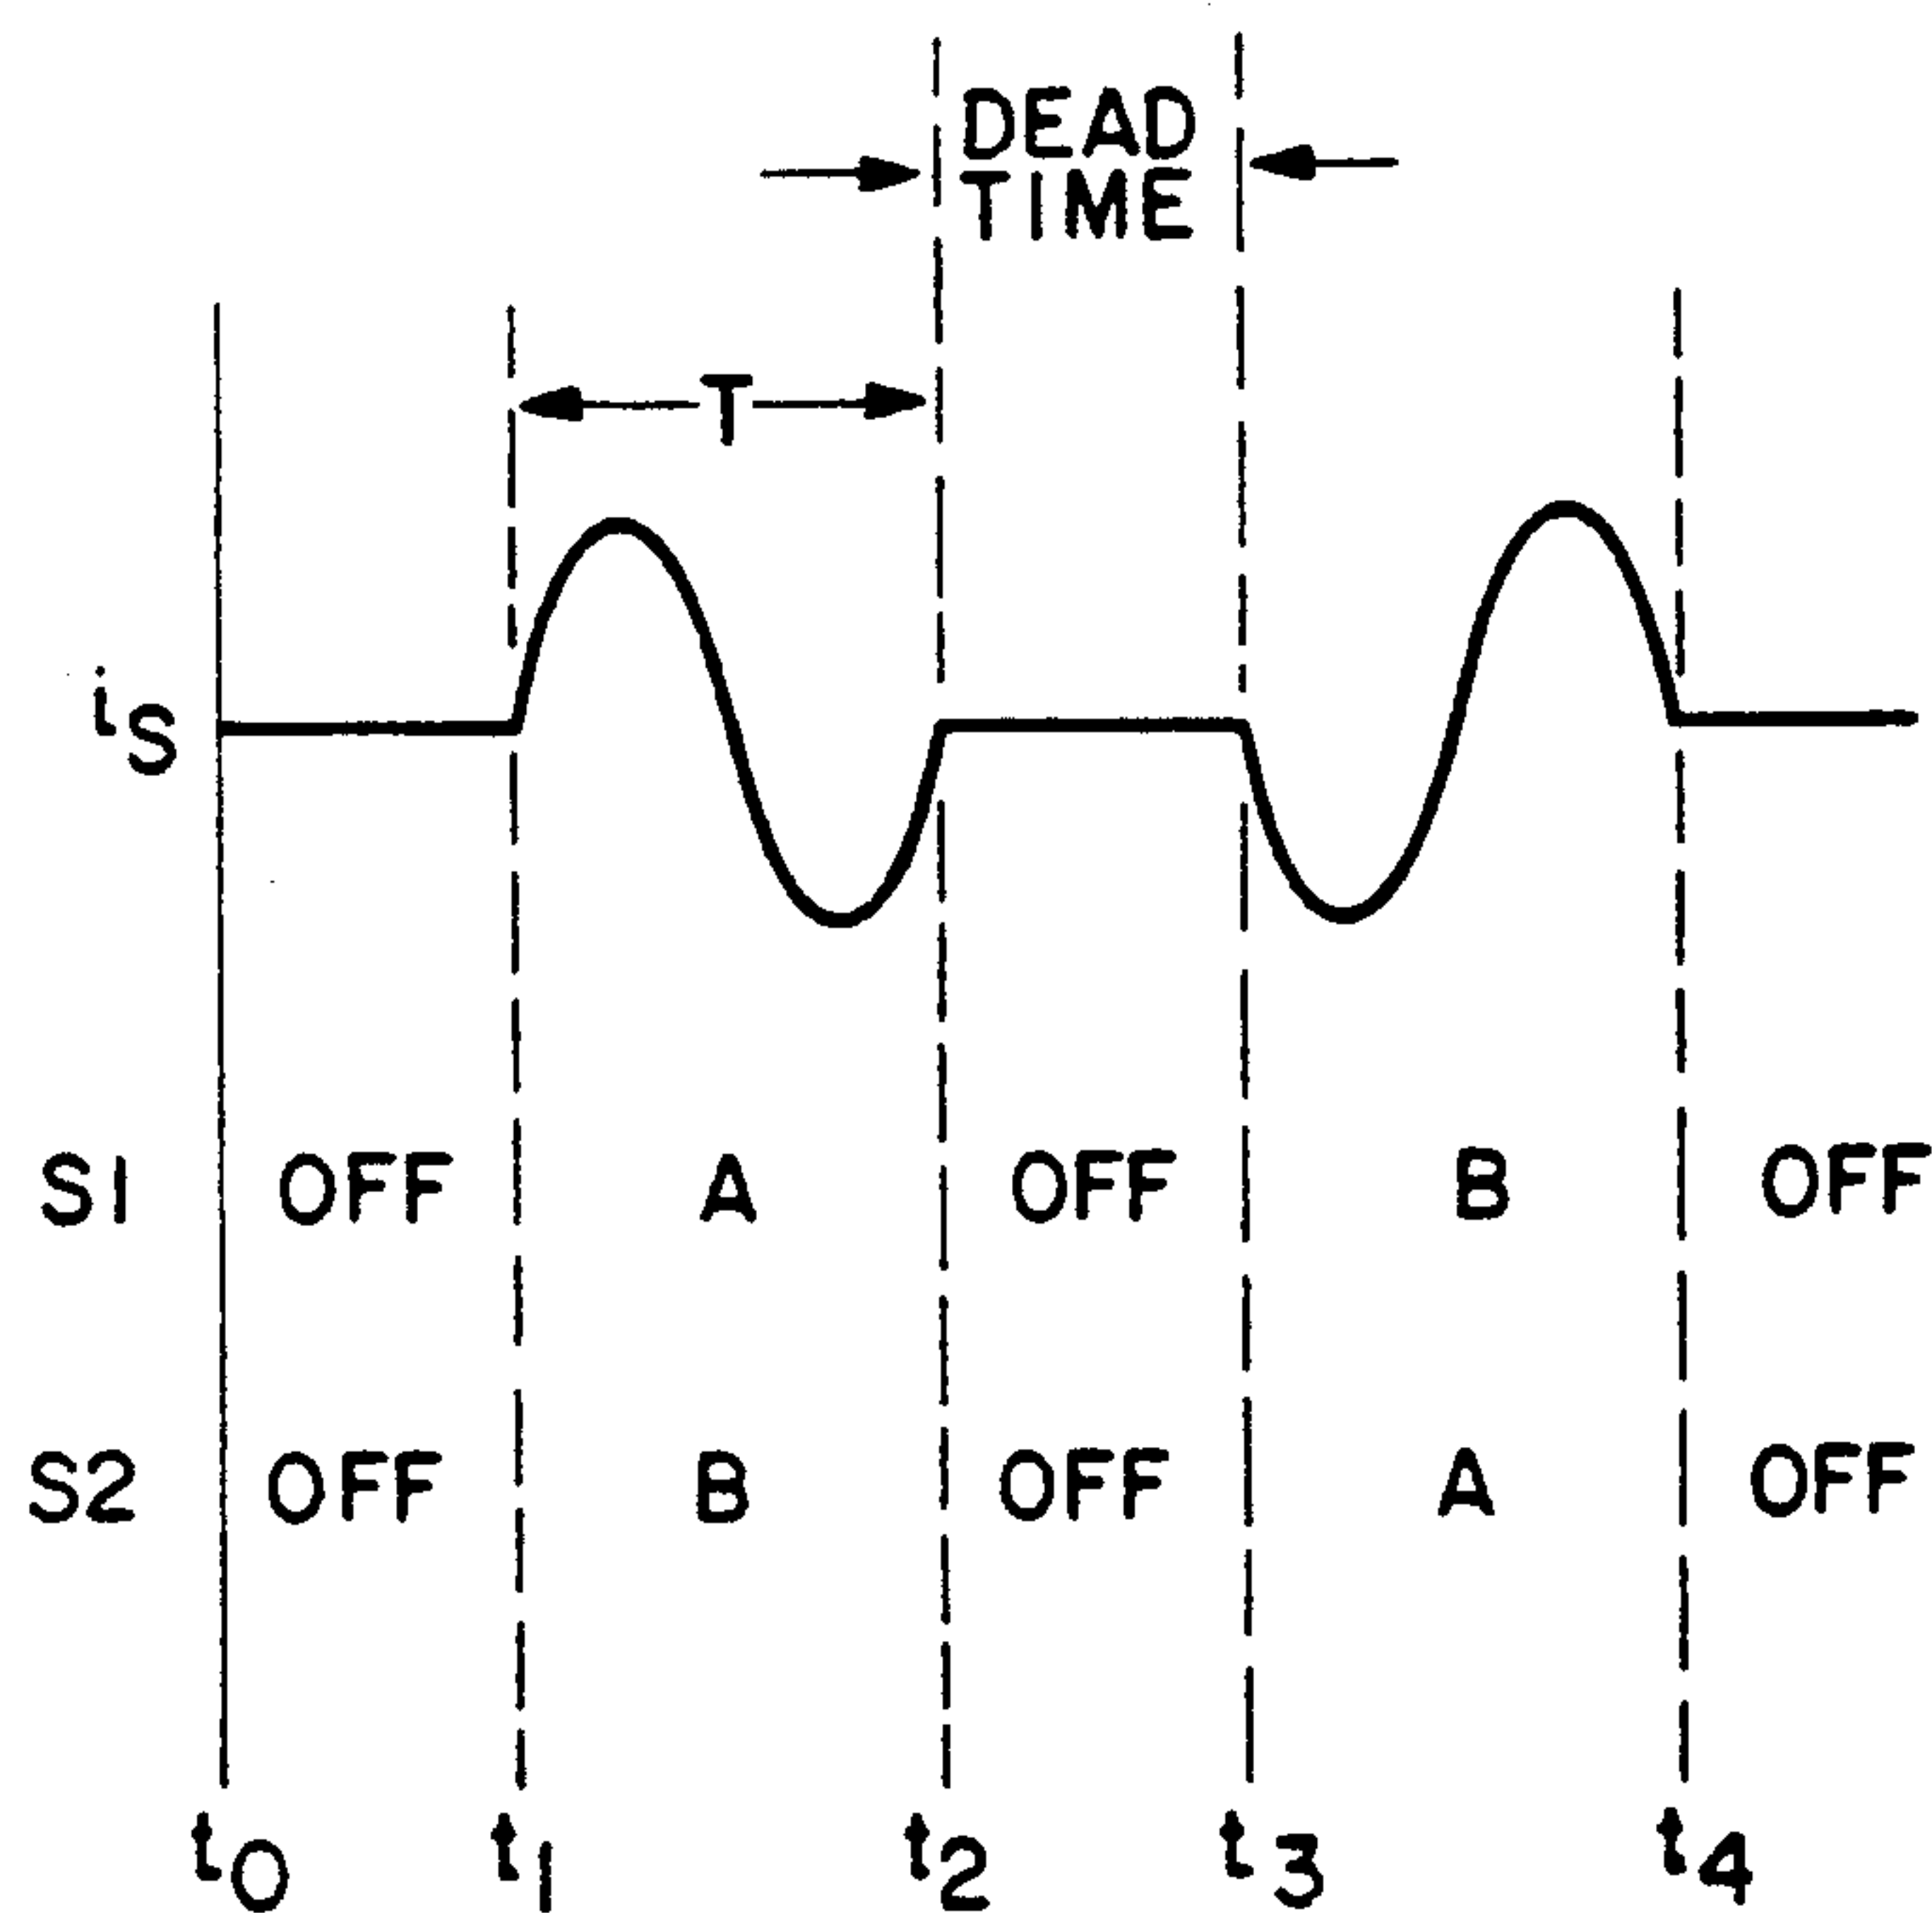 DEAD
TIME
T
iS
S1 OFF A OFF B OFF
S2 OFF B OFF A OFF
t0 t1 t2 t3 t4